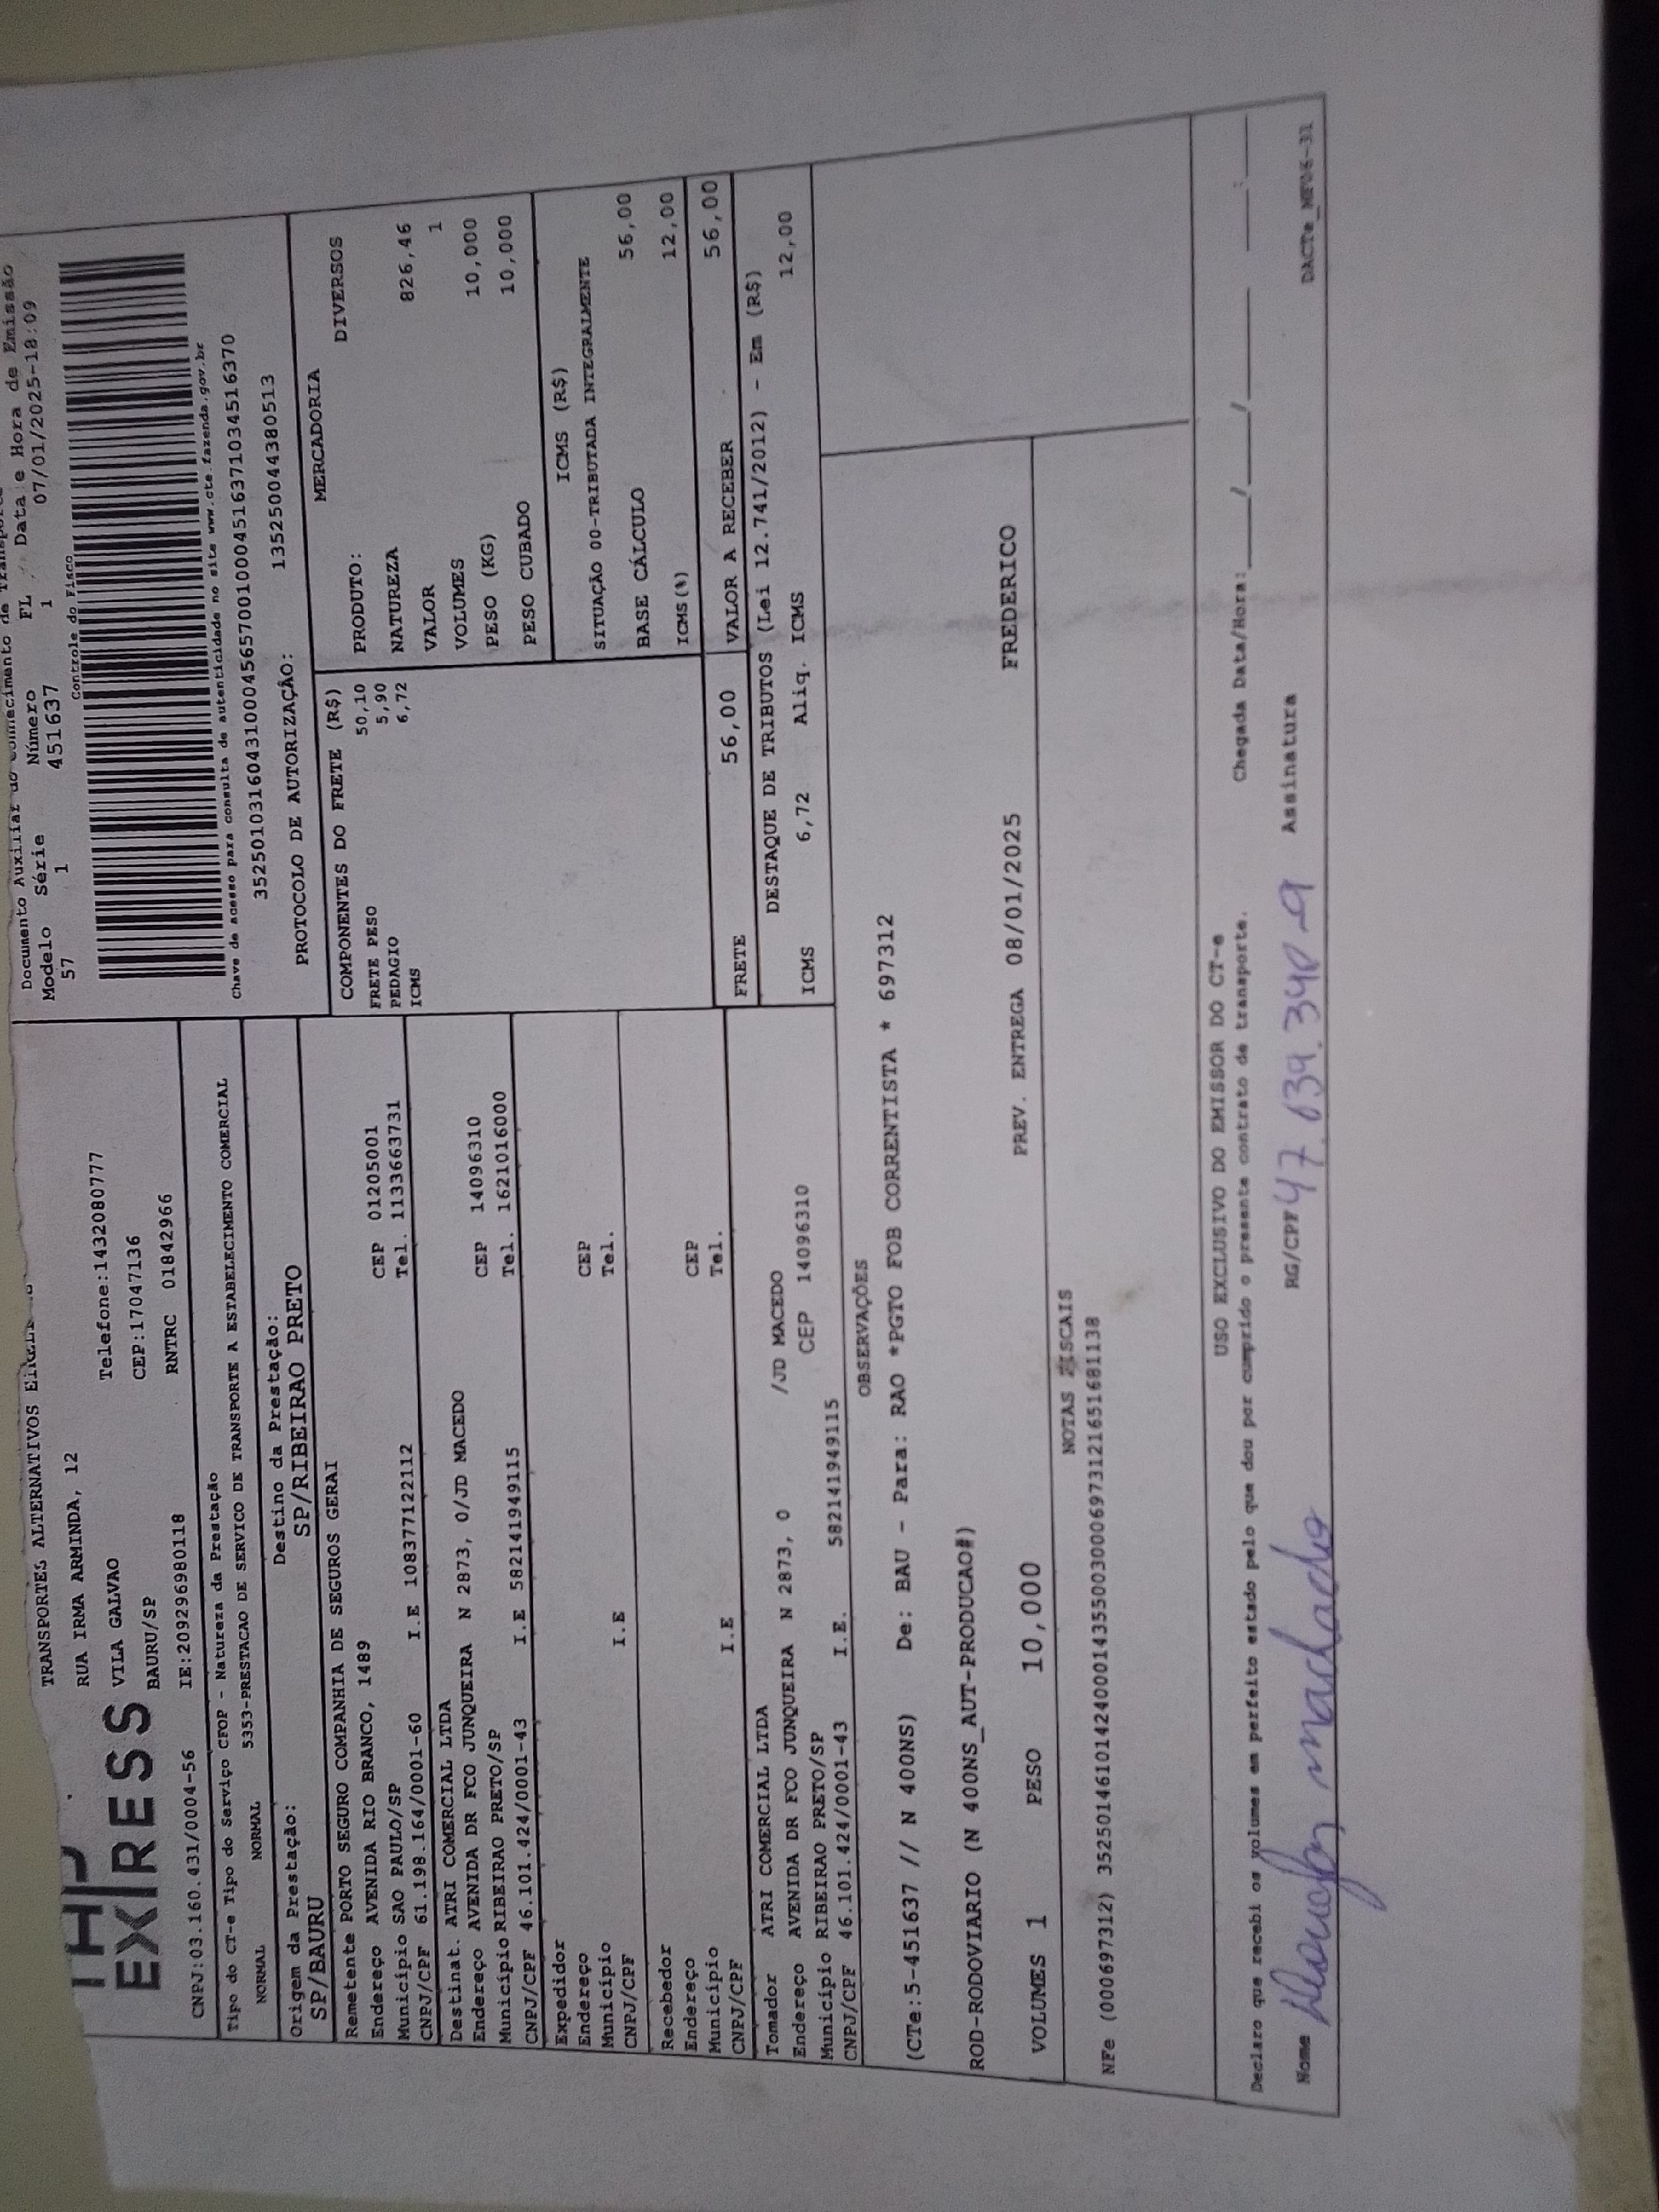 EXPRESS
TRANSPORTES ALTERNATIVOS
RUA IRMA ARMINDA, 12
VILA GALVAO Telefone:1432080777
BAURU/SP CEP:17047136
CNPJ:03.160.431/0004-56 IE:209296980118 RNTRC 01842966
Documento Auxiliar do Conhecimento de Transporte
Modelo Série Número FL Data e Hora de Emissão
57 1 451637 1 07/01/2025-18:09
Controle do Fisco
Chave de acesso para consulta de autenticidade no site www.cte.fazenda.gov.br
35250103160431000456570010004516371034516370
PROTOCOLO DE AUTORIZAÇÃO: 135250044380513
Tipo do CT-e Tipo do Serviço CFOP - Natureza da Prestação
NORMAL NORMAL 5353-PRESTACAO DE SERVICO DE TRANSPORTE A ESTABELECIMENTO COMERCIAL
Origem da Prestação: Destino da Prestação:
SP/BAURU SP/RIBEIRAO PRETO
Remetente PORTO SEGURO COMPANHIA DE SEGUROS GERAI
Endereço AVENIDA RIO BRANCO, 1489 CEP 01205001
Município SAO PAULO/SP Tel. 1133663731
CNPJ/CPF 61.198.164/0001-60 I.E 108377122112
Destinat. ATRI COMERCIAL LTDA
Endereço AVENIDA DR FCO JUNQUEIRA N 2873, 0/JD MACEDO CEP 14096310
Município RIBEIRAO PRETO/SP Tel. 1621016000
CNPJ/CPF 46.101.424/0001-43 I.E 582141949115
Expedidor
Endereço CEP
Município Tel.
CNPJ/CPF I.E
Recebedor
Endereço CEP
Município Tel.
CNPJ/CPF I.E
Tomador ATRI COMERCIAL LTDA
Endereço AVENIDA DR FCO JUNQUEIRA N 2873, 0 /JD MACEDO
Município RIBEIRAO PRETO/SP CEP 14096310
CNPJ/CPF 46.101.424/0001-43 I.E. 582141949115
COMPONENTES DO FRETE (R$)
FRETE PESO 50,10
PEDAGIO 5,90
ICMS 6,72
MERCADORIA
PRODUTO: DIVERSOS
NATUREZA
VALOR 826,46
VOLUMES 1
PESO (KG) 10,000
PESO CUBADO 10,000
ICMS (R$)
SITUAÇÃO 00-TRIBUTADA INTEGRALMENTE
BASE CÁLCULO 56,00
ICMS(%) 12,00
FRETE 56,00 VALOR A RECEBER 56,00
DESTAQUE DE TRIBUTOS (Lei 12.741/2012) - Em (R$)
ICMS 6,72 Aliq. ICMS 12,00
OBSERVAÇÕES
(CTe:5-451637 // N 400NS) De: BAU - Para: RAO *PGTO FOB CORRENTISTA * 697312
ROD-RODOVIARIO (N 400NS_AUT-PRODUCAO#)
VOLUMES 1 PESO 10,000 PREV. ENTREGA 08/01/2025 FREDERICO
NOTAS FISCAIS
NFe (000697312) 35250146101424000143550030006973121651681138
USO EXCLUSIVO DO EMISSOR DO CT-e
Declaro que recebi os volumes em perfeito estado pelo que dou por cumprido o presente contrato de transporte. Chegada Data/Hora:____/____/______ ____:____
Nome machado RG/CPF 47.639.340-9 Assinatura
DACTe_MF06-31